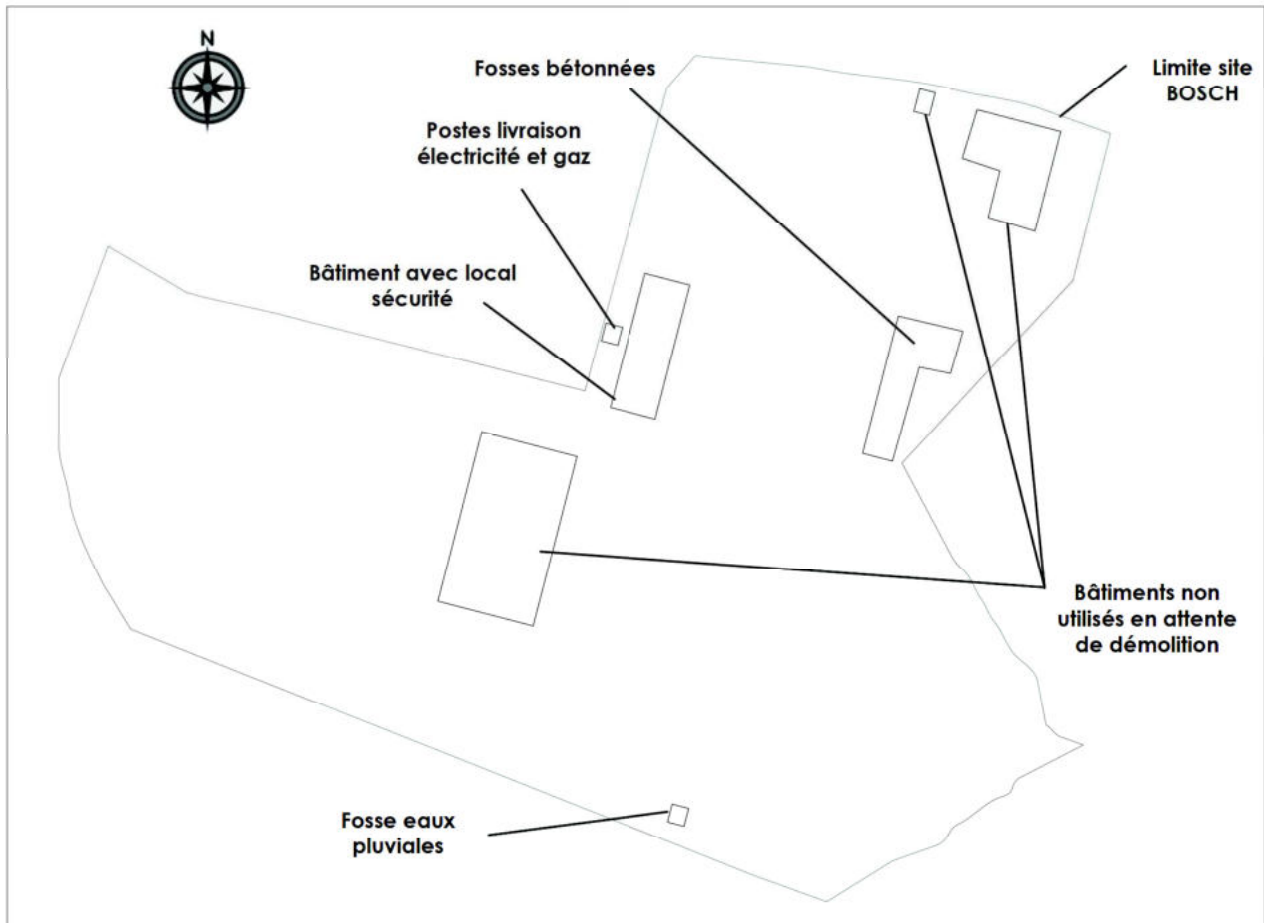 N
Fosses bétonnées
Limite site
BOSCH
Postes livraison
électricité et gaz
Bâtiment avec local
sécurité
Bâtiments non
utilisés en attente
de démolition
Fosse eaux
pluviales